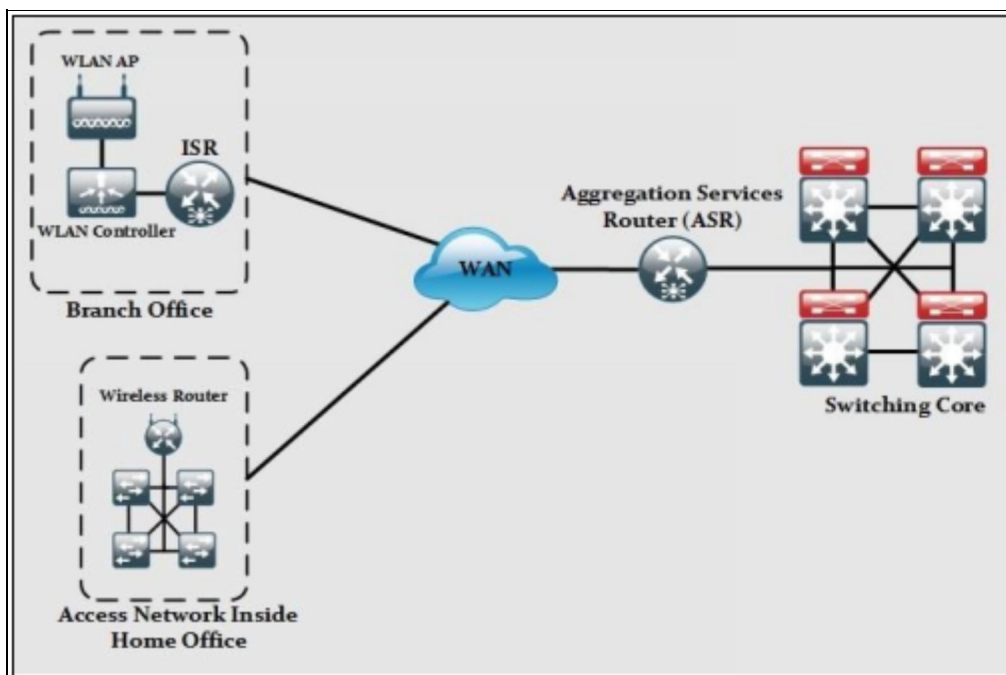 WLAN AP
ISR
WLAN Controller
Branch Office
Wireless Router
Access Network Inside
Home Office
WAN
Aggregation Services
Router (ASR)
Switching Core